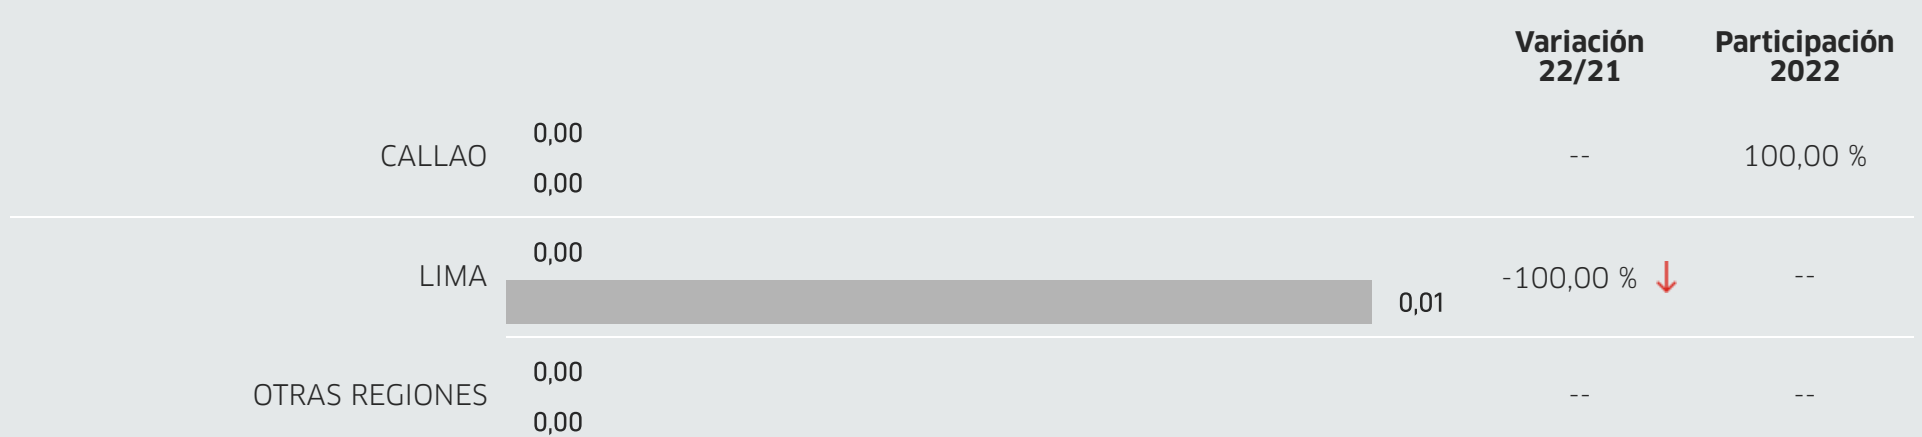 Variación Participación
22/21 2022
0,00
CALLAO -- 100,00 %
0,00
0,00
LIMA -100,00 % ↓ --
0,01
0,00
OTRAS REGIONES -- --
0,00